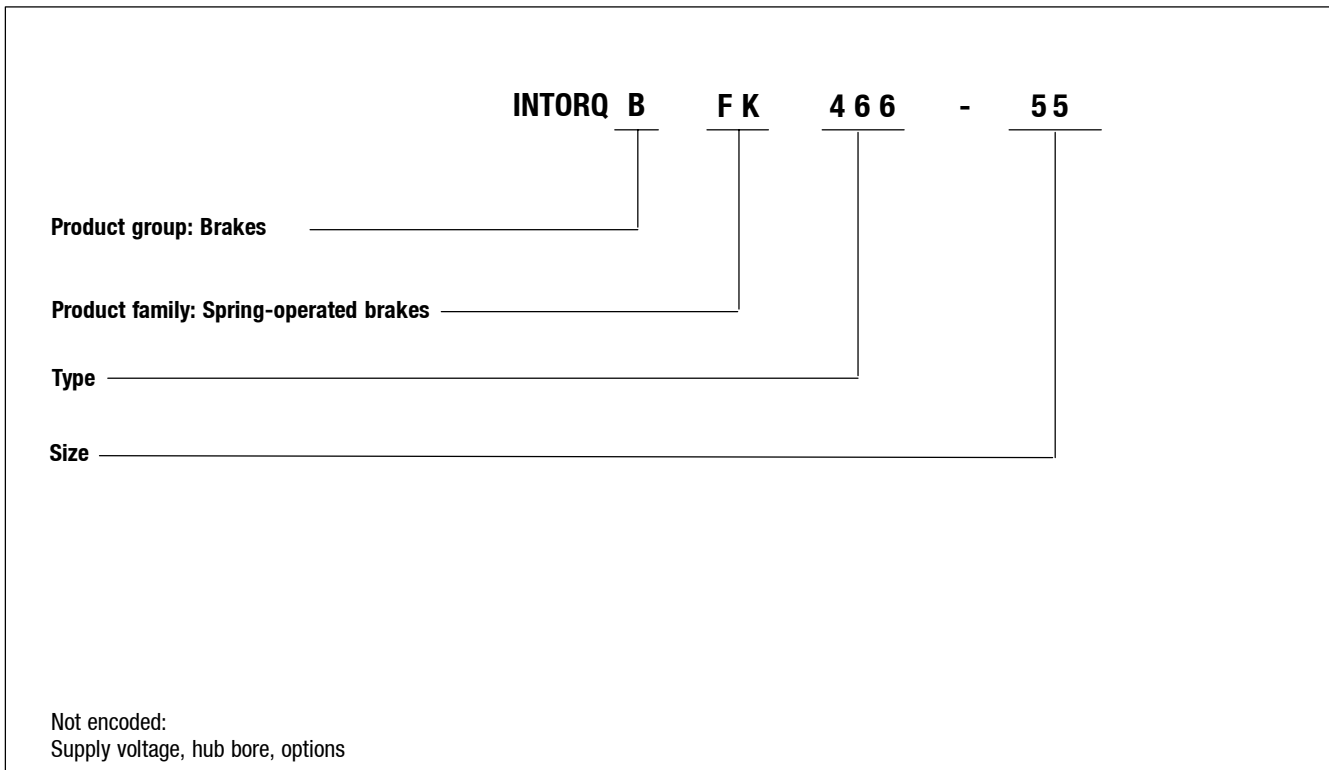 INTORQ B FK 466 - 55
Product group: Brakes
Product family: Spring-operated brakes
Type
Size
Not encoded:
Supply voltage, hub bore, options